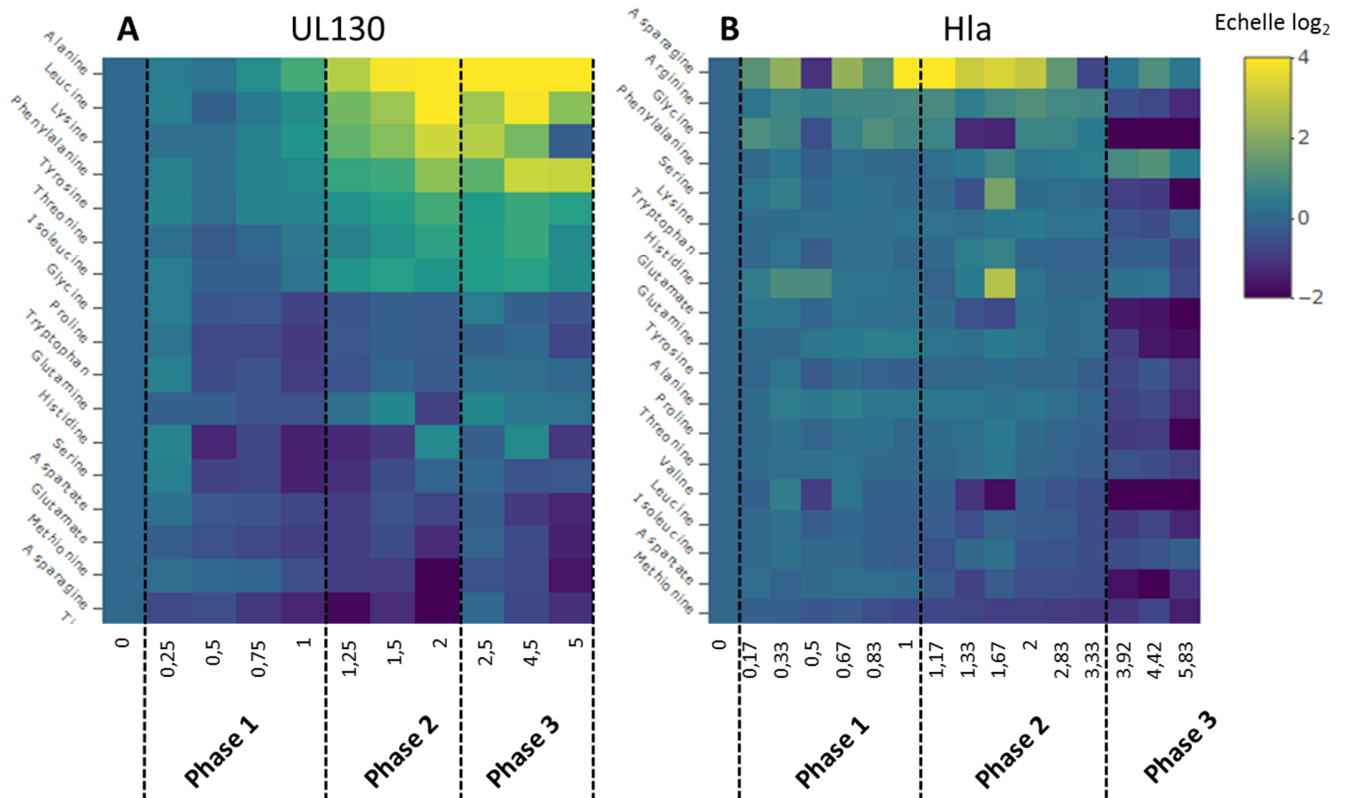 A
UL130
B
Hla
Echelle log2
Alanine
Leucine
Lysine
Phenylalanine
Tyrosine
Threonine
Isoleucine
Glycine
Proline
Tryptophan
Glutamine
Histidine
Serine
Aspartate
Glutamate
Methionine
Asparagine
0
0,25
0,5
0,75
1
1,25
1,5
2
2,5
4,5
5
Phase 1
Phase 2
Phase 3
Asparagine
Arginine
Glycine
Phenylalanine
Serine
Lysine
Tryptophan
Histidine
Glutamate
Glutamine
Tyrosine
Alanine
Proline
Threonine
Valine
Leucine
Isoleucine
Aspartate
Methionine
0
0,17
0,33
0,5
0,67
0,83
1
1,17
1,33
1,67
2
2,83
3,33
3,92
4,42
5,83
Phase 1
Phase 2
Phase 3
4
2
0
−2